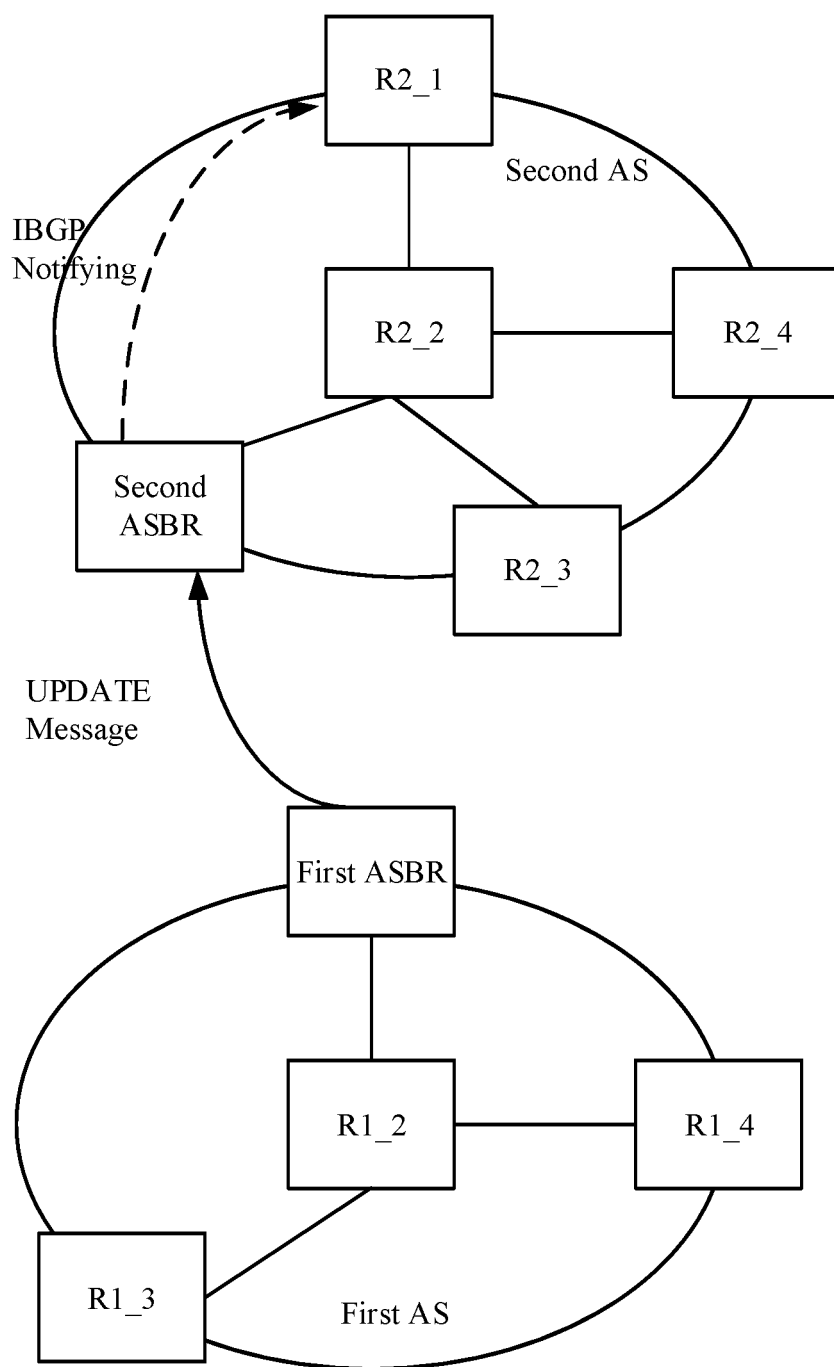 R2_1
Second AS
IBGP
Notifying
R2_2
R2_4
Second
ASBR
R2_3
UPDATE
Message
First ASBR
R1_2
R1_4
R1_3
First AS